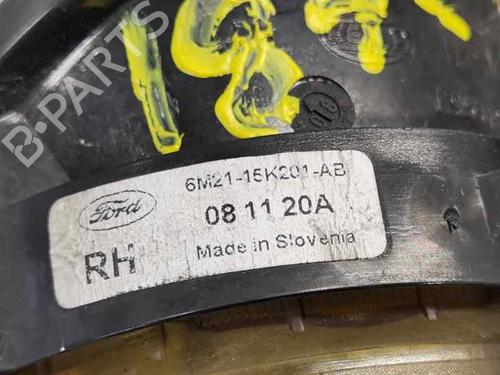 B-PARTS
Ford
6M21-15K201-AB
08 11 20A
RH
Made in Slovenia
R